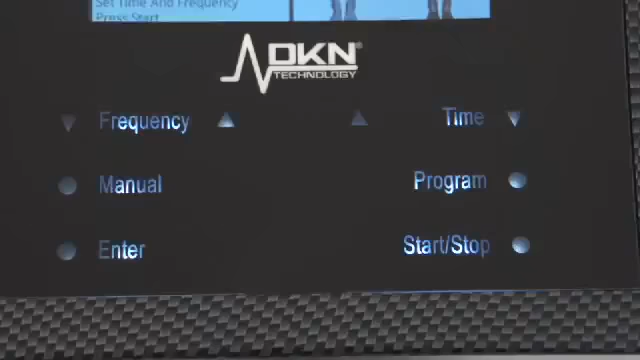 Set Time And Frequency
Press Start
DKN®
TECHNOLOGY
Frequency
Time
Manual
Program
Enter
Start/Stop